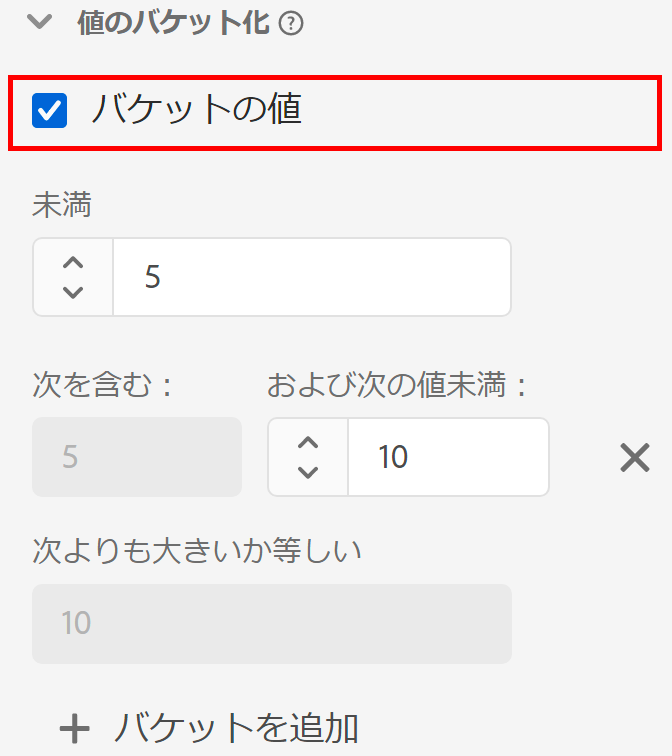 値のバケット化 ?
バケットの値
未満
5
次を含む： および次の値未満：
5 10
次よりも大きいか等しい
10
バケットを追加